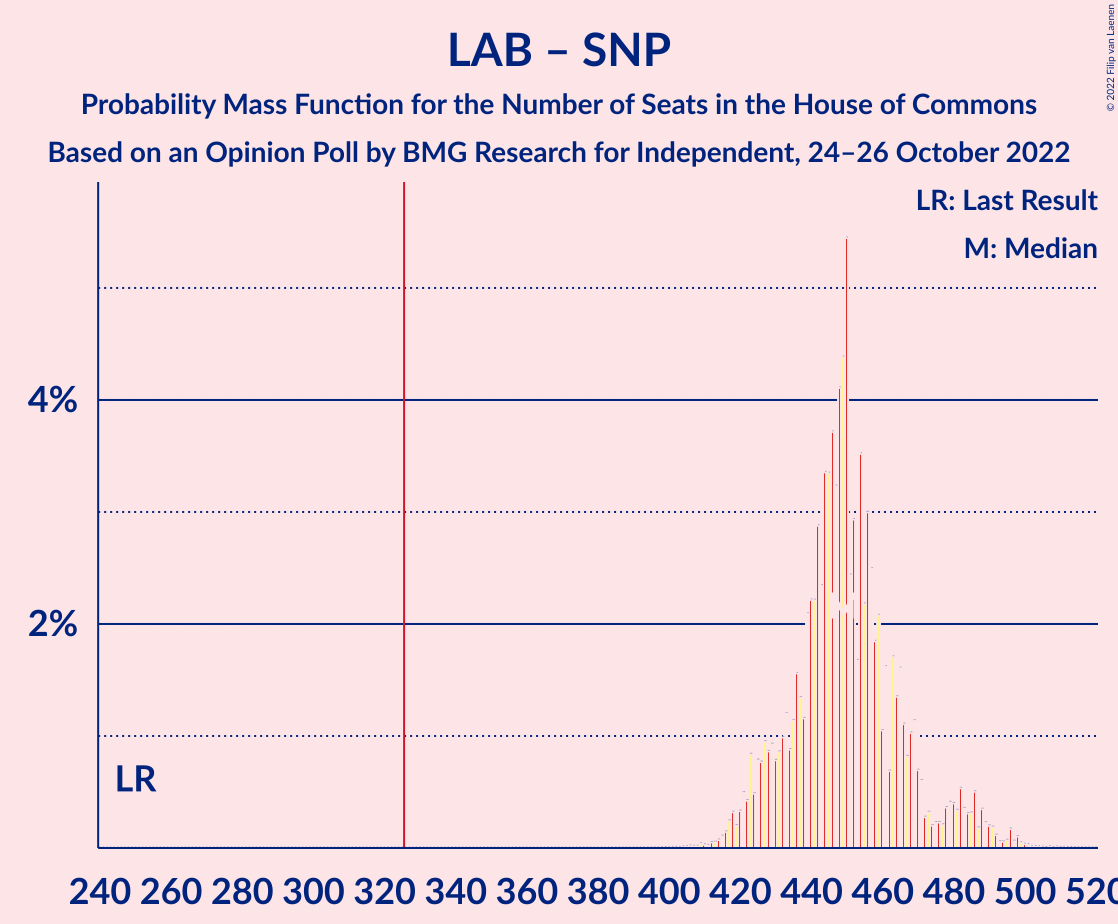 LAB – SNP
Probability Mass Function for the Number of Seats in the House of Commons
Based on an Opinion Poll by BMG Research for Independent, 24–26 October 2022
© 2022 Filip van Laenen
LR: Last Result
M: Median
4%
2%
LR
240 260 280 300 320 340 360 380 400 420 440 460 480 500 520